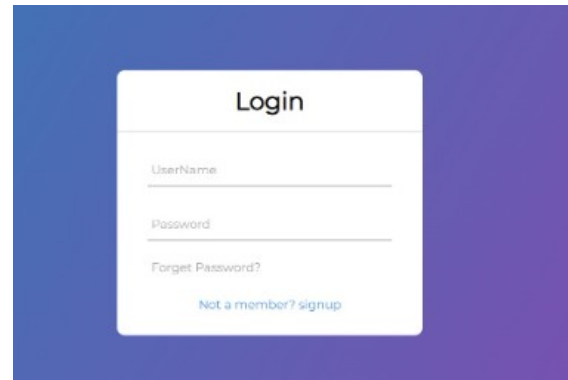 Login
UserName
Password
Forget Password?
Not a member? signup